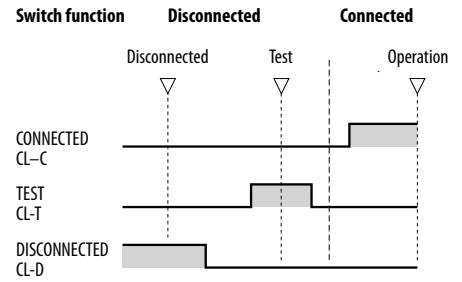 Switch function Disconnected Connected
Disconnected Test Operation
CONNECTED
CL–C
TEST
CL-T
DISCONNECTED
CL-D